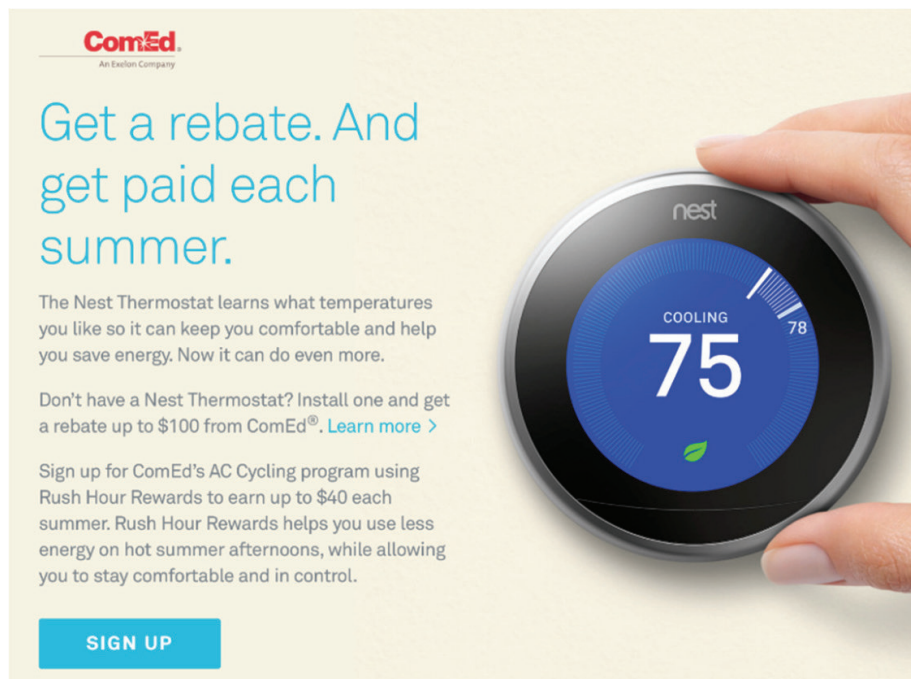 ComEd®
An Exelon Company
Get a rebate. And
get paid each
summer.
The Nest Thermostat learns what temperatures
you like so it can keep you comfortable and help
you save energy. Now it can do even more.
Don't have a Nest Thermostat? Install one and get
a rebate up to $100 from ComEd®. Learn more >
Sign up for ComEd's AC Cycling program using
Rush Hour Rewards to earn up to $40 each
summer. Rush Hour Rewards helps you use less
energy on hot summer afternoons, while allowing
you to stay comfortable and in control.
SIGN UP
nest
COOLING
75
78